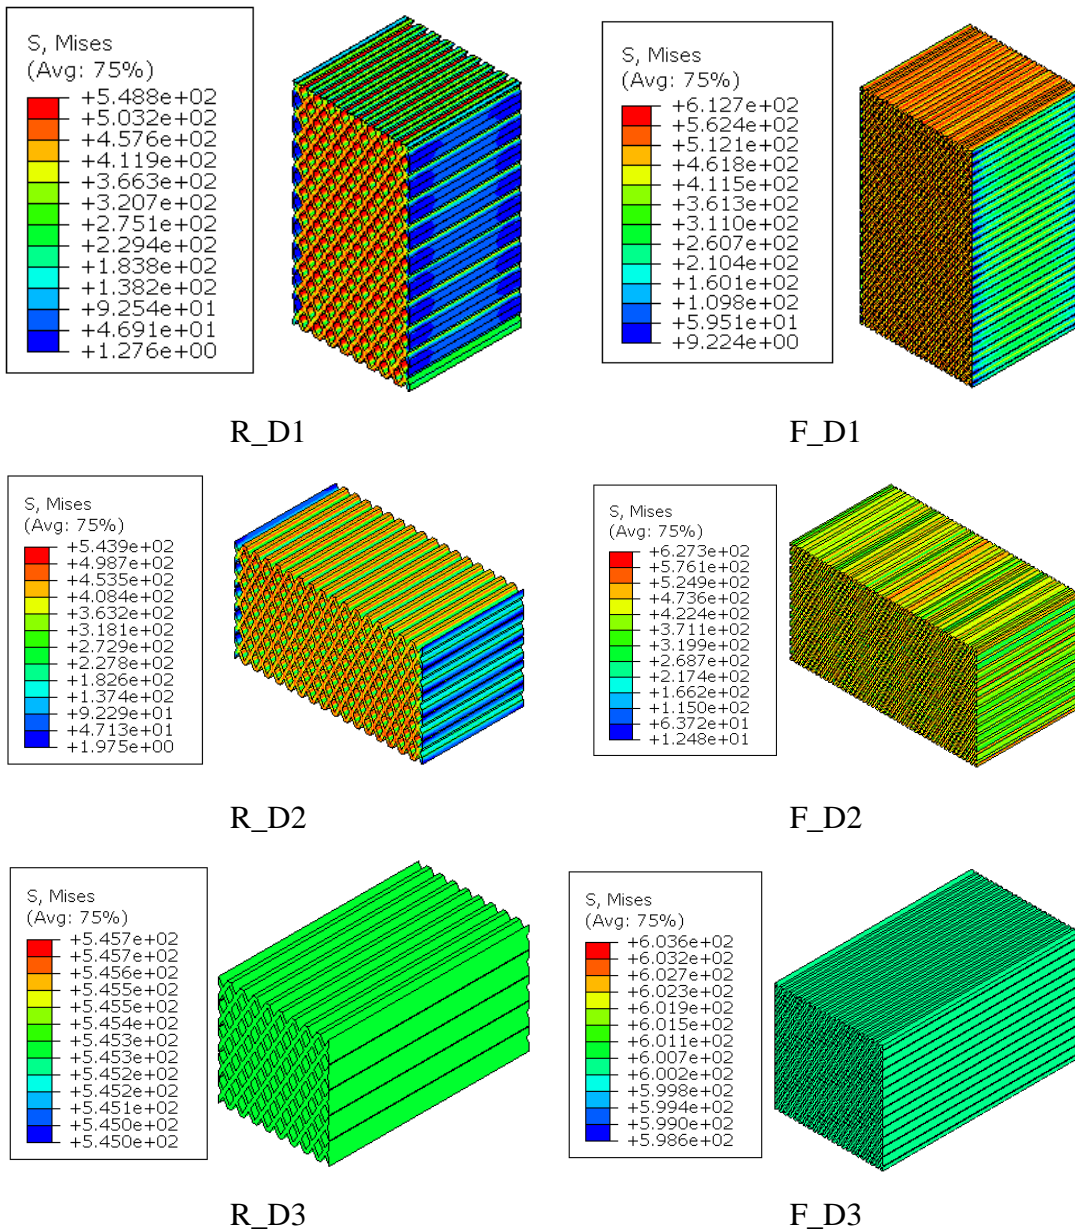 S, Mises
(Avg: 75%)
+5.488e+02
+5.032e+02
+4.576e+02
+4.119e+02
+3.663e+02
+3.207e+02
+2.751e+02
+2.294e+02
+1.838e+02
+1.382e+02
+9.254e+01
+4.691e+01
+1.276e+00
R_D1
S, Mises
(Avg: 75%)
+6.127e+02
+5.624e+02
+5.121e+02
+4.618e+02
+4.115e+02
+3.613e+02
+3.110e+02
+2.607e+02
+2.104e+02
+1.601e+02
+1.098e+02
+5.951e+01
+9.224e+00
F_D1
S, Mises
(Avg: 75%)
+5.439e+02
+4.987e+02
+4.535e+02
+4.084e+02
+3.632e+02
+3.181e+02
+2.729e+02
+2.278e+02
+1.826e+02
+1.374e+02
+9.229e+01
+4.713e+01
+1.975e+00
R_D2
S, Mises
(Avg: 75%)
+6.273e+02
+5.761e+02
+5.249e+02
+4.736e+02
+4.224e+02
+3.711e+02
+3.199e+02
+2.687e+02
+2.174e+02
+1.662e+02
+1.150e+02
+6.372e+01
+1.248e+01
F_D2
S, Mises
(Avg: 75%)
+5.457e+02
+5.457e+02
+5.456e+02
+5.455e+02
+5.455e+02
+5.454e+02
+5.453e+02
+5.453e+02
+5.452e+02
+5.452e+02
+5.451e+02
+5.450e+02
+5.450e+02
R_D3
S, Mises
(Avg: 75%)
+6.036e+02
+6.032e+02
+6.027e+02
+6.023e+02
+6.019e+02
+6.015e+02
+6.011e+02
+6.007e+02
+6.002e+02
+5.998e+02
+5.994e+02
+5.990e+02
+5.986e+02
F_D3